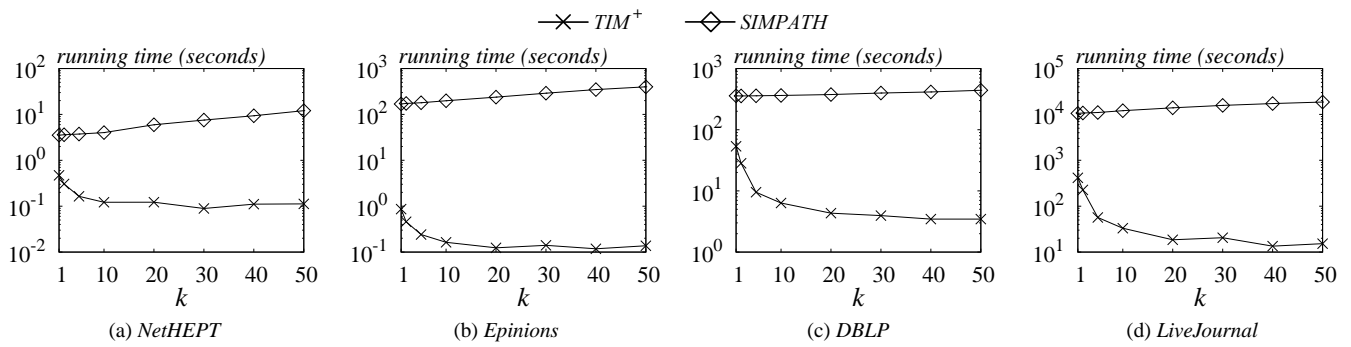 TIM+ SIMPATH
running time (seconds)
10^2
10^1
10^0
10^-1
10^-2
1 10 20 30 40 50
k
(a) NetHEPT
running time (seconds)
10^3
10^2
10^1
10^0
10^-1
1 10 20 30 40 50
k
(b) Epinions
running time (seconds)
10^3
10^2
10^1
10^0
1 10 20 30 40 50
k
(c) DBLP
running time (seconds)
10^5
10^4
10^3
10^2
10^1
1 10 20 30 40 50
k
(d) LiveJournal